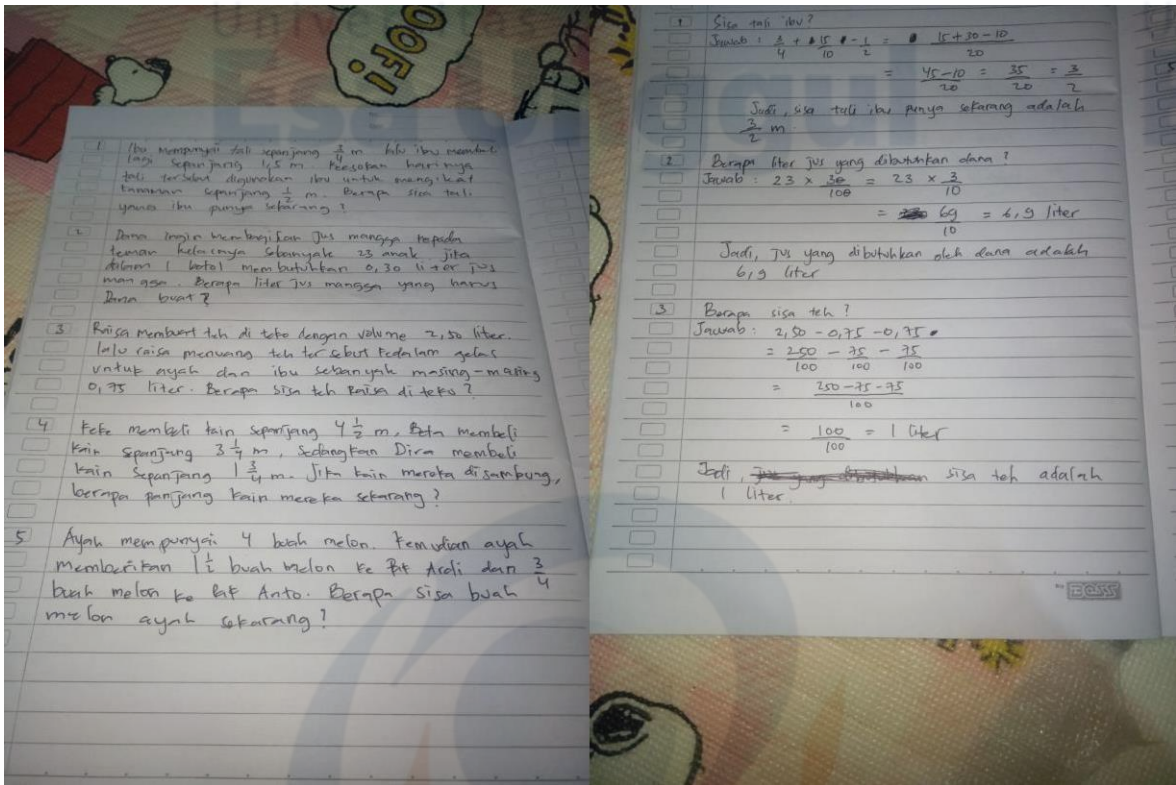 Esa Unggul
OOFi
1 Ibu mempunyai tali sepanjang 3/4 m lalu ibu membeli
lagi sepanjang 1,5 m Keesokan harinya
tali tersebut digunakan ibu untuk mengikat
tanaman sepanjang 1/2 m. Berapa sisa tali
yang ibu punya sekarang?
2 Dana ingin membagikan jus mangga kepada
teman kelasnya sebanyak 23 anak jika
dalam 1 botol membutuhkan 0,30 liter jus
mangga. Berapa liter jus mangga yang harus
Dana buat?
3 Raisa membuat teh di teko dengan volume 2,50 liter.
lalu raisa menuang teh tersebut kedalam gelas
untuk ayah dan ibu sebanyak masing-masing
0,75 liter. Berapa sisa teh Raisa di teko?
4 Keke membeli kain sepanjang 4 1/2 m, Beta membeli
kain spanjang 3 1/4 m, Sedangkan Dira membeli
kain sepanjang 1 3/4 m. Jika kain mereka disambung,
berapa panjang kain mereka sekarang?
5 Ayah mempunyai 4 buah melon. Kemudian ayah
memberikan 1 1/2 buah melon ke Pak Ardi dan 3/4
buah melon ke Pak Anto. Berapa sisa buah
melon ayah sekarang?
1 Sisa tali ibu?
Jawab : 3/4 + 15/10 - 1/2 = 15+30-10/20
= 45-10/20 = 35/20 = 3/2
Jadi, sisa tali ibu punya sekarang adalah
3/2 m
2 Berapa liter jus yang dibutuhkan dana?
Jawab : 23 × 30/100 = 23 × 3/10
= 69/10 = 6,9 liter
Jadi, jus yang dibutuhkan oleh dana adalah
6,9 liter
3 Berapa sisa teh?
Jawab : 2,50 - 0,75 - 0,75
= 250/100 - 75/100 - 75/100
= 250-75-75/100
= 100/100 = 1 liter
Jadi, sisa teh adalah
1 liter.
BOSS